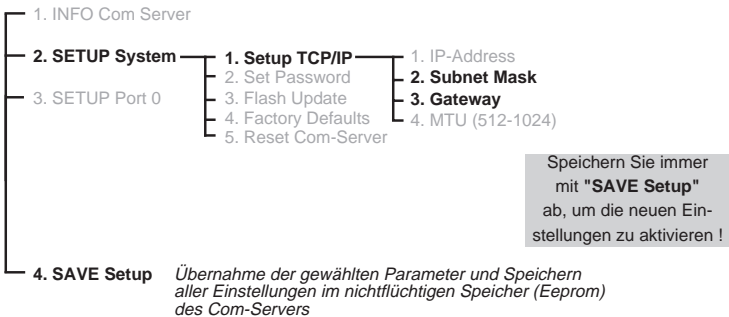 1. INFO Com Server
2. SETUP System
1. Setup TCP/IP
1. IP-Address
2. Set Password
2. Subnet Mask
3. SETUP Port 0
3. Flash Update
3. Gateway
4. Factory Defaults
4. MTU (512-1024)
5. Reset Com-Server
Speichern Sie immer
mit "SAVE Setup"
ab, um die neuen Ein-
stellungen zu aktivieren !
4. SAVE Setup
Übernahme der gewählten Parameter und Speichern
aller Einstellungen im nichtflüchtigen Speicher (Eeprom)
des Com-Servers